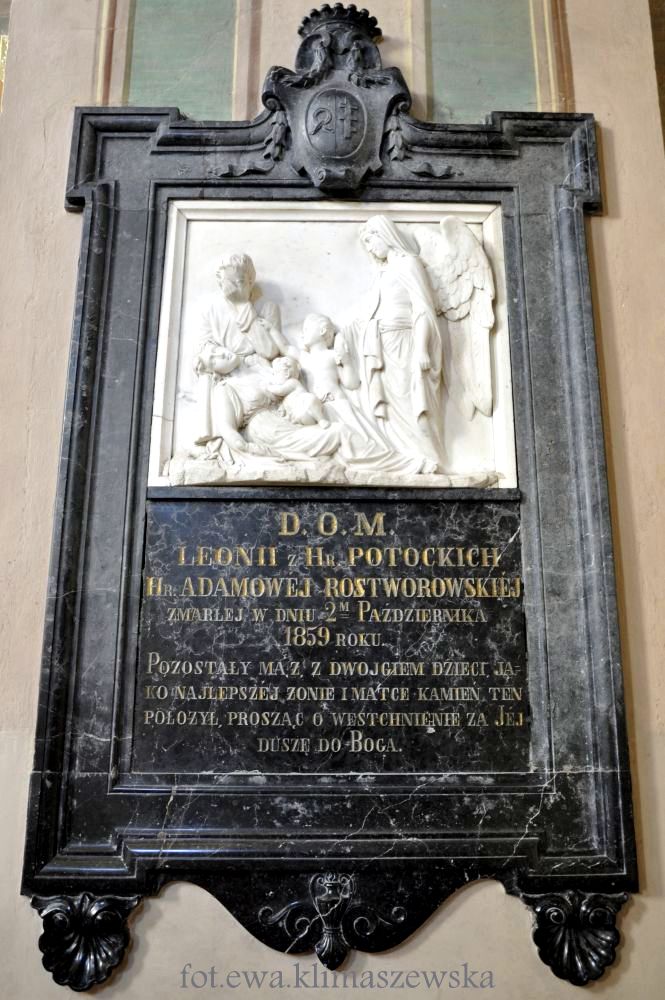 D. O. M.
LEONII z HR. POTOCKICH
HR. ADAMOWEJ ROSTWOROWSKIEJ
ZMARŁEJ W DNIU 2M PAŹDZIERNIKA
1859 ROKU.
POZOSTAŁY MĄŻ, Z DWOJGIEM DZIECI, JA-
KO NAJLEPSZEJ ŻONIE I MATCE KAMIEŃ TEN
POŁOŻYŁ, PROSZĄC O WESTCHNIENIE ZA JÉJ
DUSZĘ DO BOGA.
fot.ewa.klimaszewska